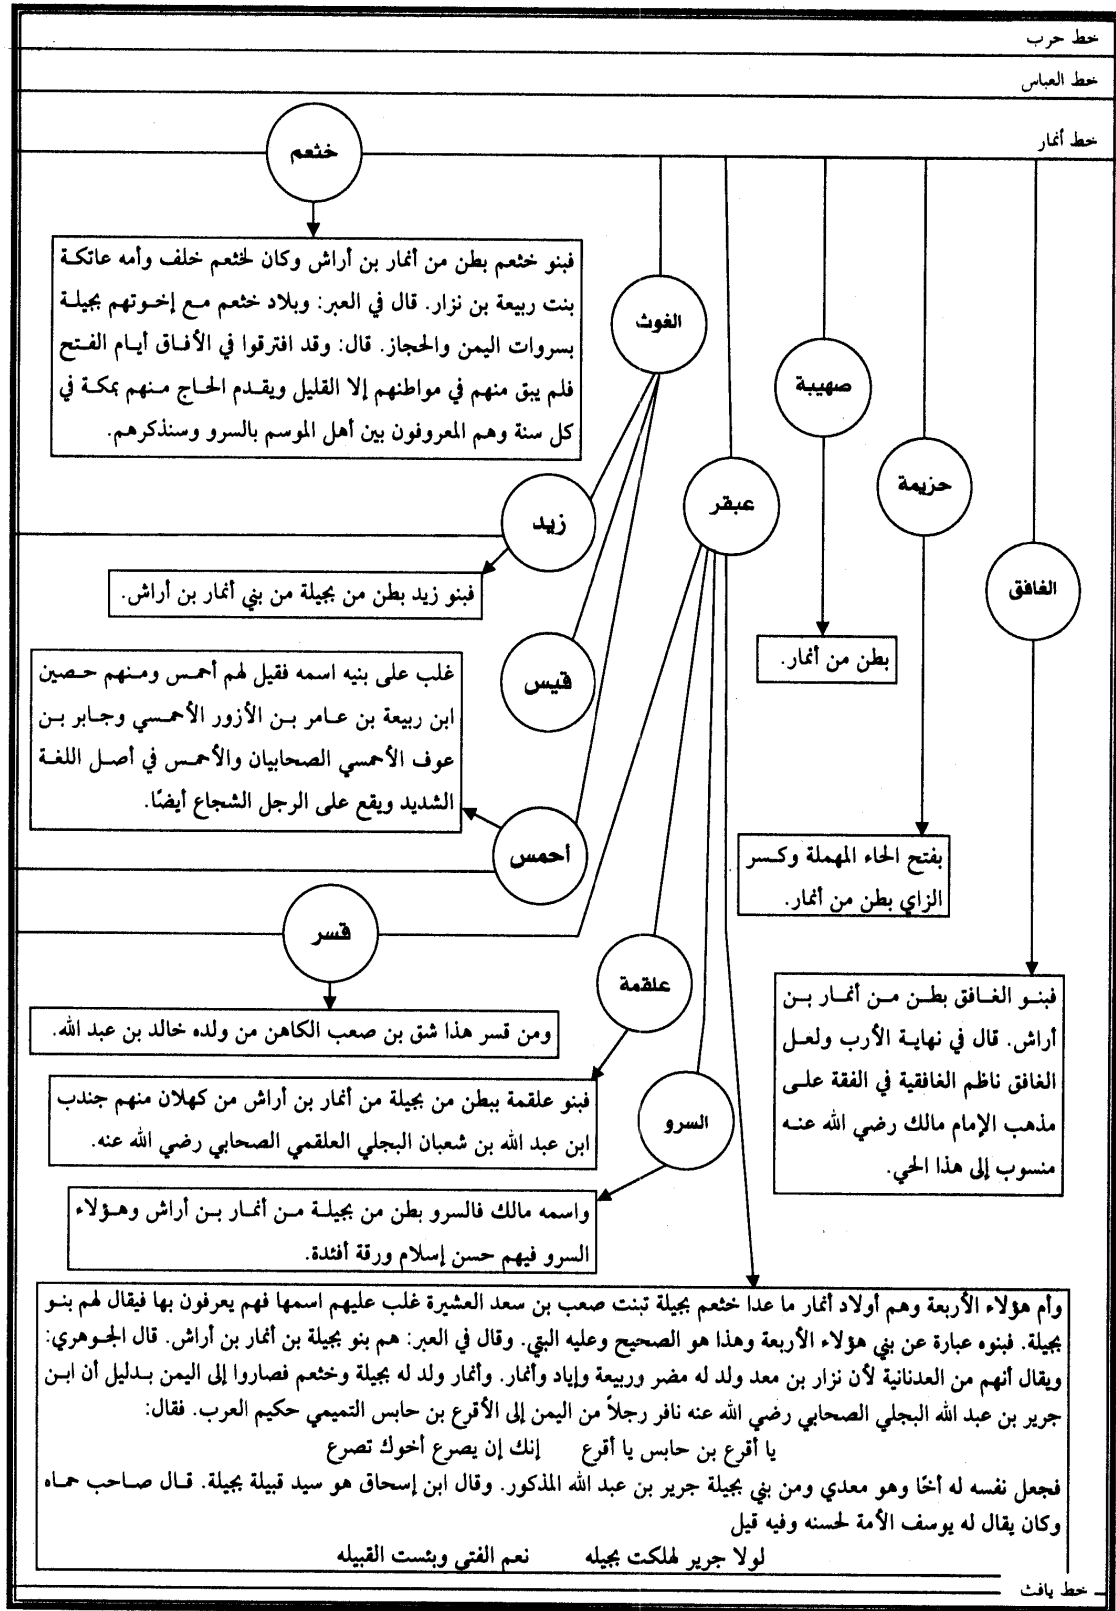 خط حرب
خط العباس
خط أنمار
خثعم
فبنو خثعم بطن من أنمار بن أراش وكان لخثعم خلف وأمه عاتكة
بنت ربيعة بن نزار. قال في العبر: وبلاد خثعم مع إخوتهم بجيلة
بسروات اليمن والحجاز. قال: وقد افترقوا في الأفاق أيام الفتح
فلم يبق منهم في مواطنهم إلا القليل ويقدم الحاج منهم بمكة في
كل سنة وهم المعروفون بين أهل الموسم بالسرو وسنذكرهم.
الغوث
صهيبة
حزيمة
عبقر
زيد
الغافق
فبنو زيد بطن من بجيلة من بني أنمار بن أراش.
بطن من أنمار.
قيس
غلب على بنيه اسمه فقيل لهم أحمس ومنهم حصين
ابن ربيعة بن عامر بن الأزور الأحمسي وجابر بن
عوف الأحمسي الصحابيان والأحمس في أصل اللغة
الشديد ويقع على الرجل الشجاع أيضًا.
أحمس
بفتح الحاء المهملة وكسر
الزاي بطن من أنمار.
قسر
علقمة
فبنو الغافق بطن من أنمار بن
أراش. قال في نهاية الأرب ولعل
الغافق ناظم الغافقية في الفقة على
مذهب الإمام مالك رضي الله عنه
منسوب إلى هذا الحي.
ومن قسر هذا شق بن صعب الكاهن من ولده خالد بن عبد الله.
فبنو علقمة ببطن من بجيلة من أنمار بن أراش من كهلان منهم جندب
ابن عبد الله بن شعبان البجلي العلقمي الصحابي رضي الله عنه.
السرو
واسمه مالك فالسرو بطن من بجيلة من أنمار بن أراش وهؤلاء
السرو فيهم حسن إسلام ورقة أفئدة.
وأم هؤلاء الأربعة وهم أولاد أنمار ما عدا خثعم بجيلة تبنت صعب بن سعد العشيرة غلب عليهم اسمها فهم يعرفون بها فيقال لهم بنو
بجيلة. فبنوه عبارة عن بني هؤلاء الأربعة وهذا هو الصحيح وعليه البتي. وقال في العبر: هم بنو بجيلة بن أنمار بن أراش. قال الجوهري:
ويقال أنهم من العدنانية لأن نزار بن معد ولد له مضر وربيعة وإياد وأنمار. وأنمار ولد له بجيلة وخثعم فصاروا إلى اليمن بدليل أن ابن
جرير بن عبد الله البجلي الصحابي رضي الله عنه نافر رجلاً من اليمن إلى الأقرع بن حابس التميمي حكيم العرب. فقال:
يا أقرع بن حابس يا أقرع إنك إن يصرع أخوك تصرع
فجعل نفسه له أخًا وهو معدي ومن بني بجيلة جرير بن عبد الله المذكور. وقال ابن إسحاق هو سيد قبيلة بجيلة. قال صاحب حماه
وكان يقال له يوسف الأمة لحسنه وفيه قيل
لولا جرير لهلكت بجيله نعم الفتى وبئست القبيله
خط يافث